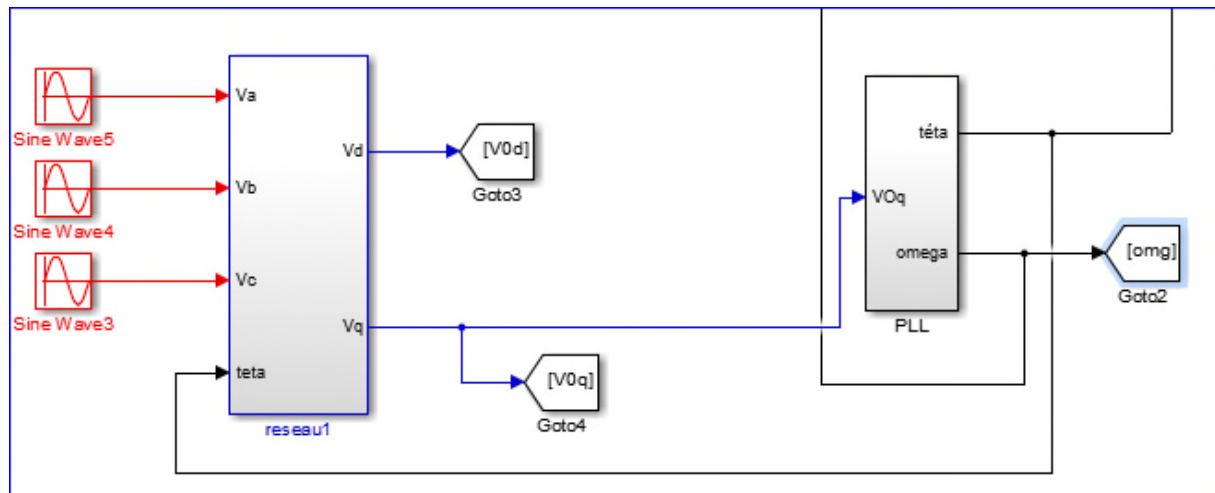 Sine Wave5
Sine Wave4
Sine Wave3
Va
Vb
Vc
teta
Vd
Vq
reseau1
[V0d]
Goto3
[V0q]
Goto4
VOq
téta
omega
PLL
[omg]
Goto2